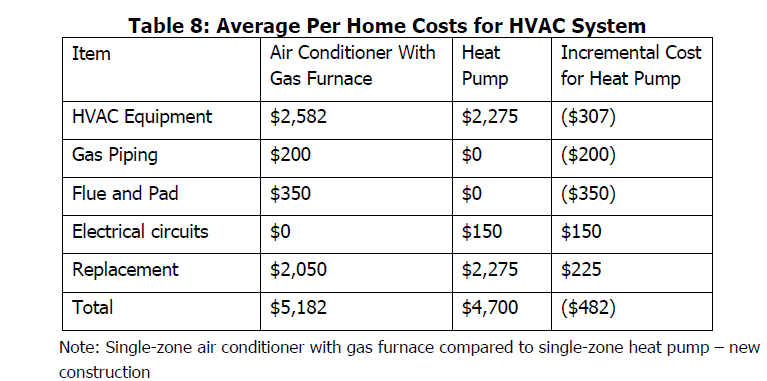 Table 8: Average Per Home Costs for HVAC System
Item Air Conditioner With Gas Furnace Heat Pump Incremental Cost for Heat Pump
HVAC Equipment $2,582 $2,275 ($307)
Gas Piping $200 $0 ($200)
Flue and Pad $350 $0 ($350)
Electrical circuits $0 $150 $150
Replacement $2,050 $2,275 $225
Total $5,182 $4,700 ($482)
Note: Single-zone air conditioner with gas furnace compared to single-zone heat pump – new
construction